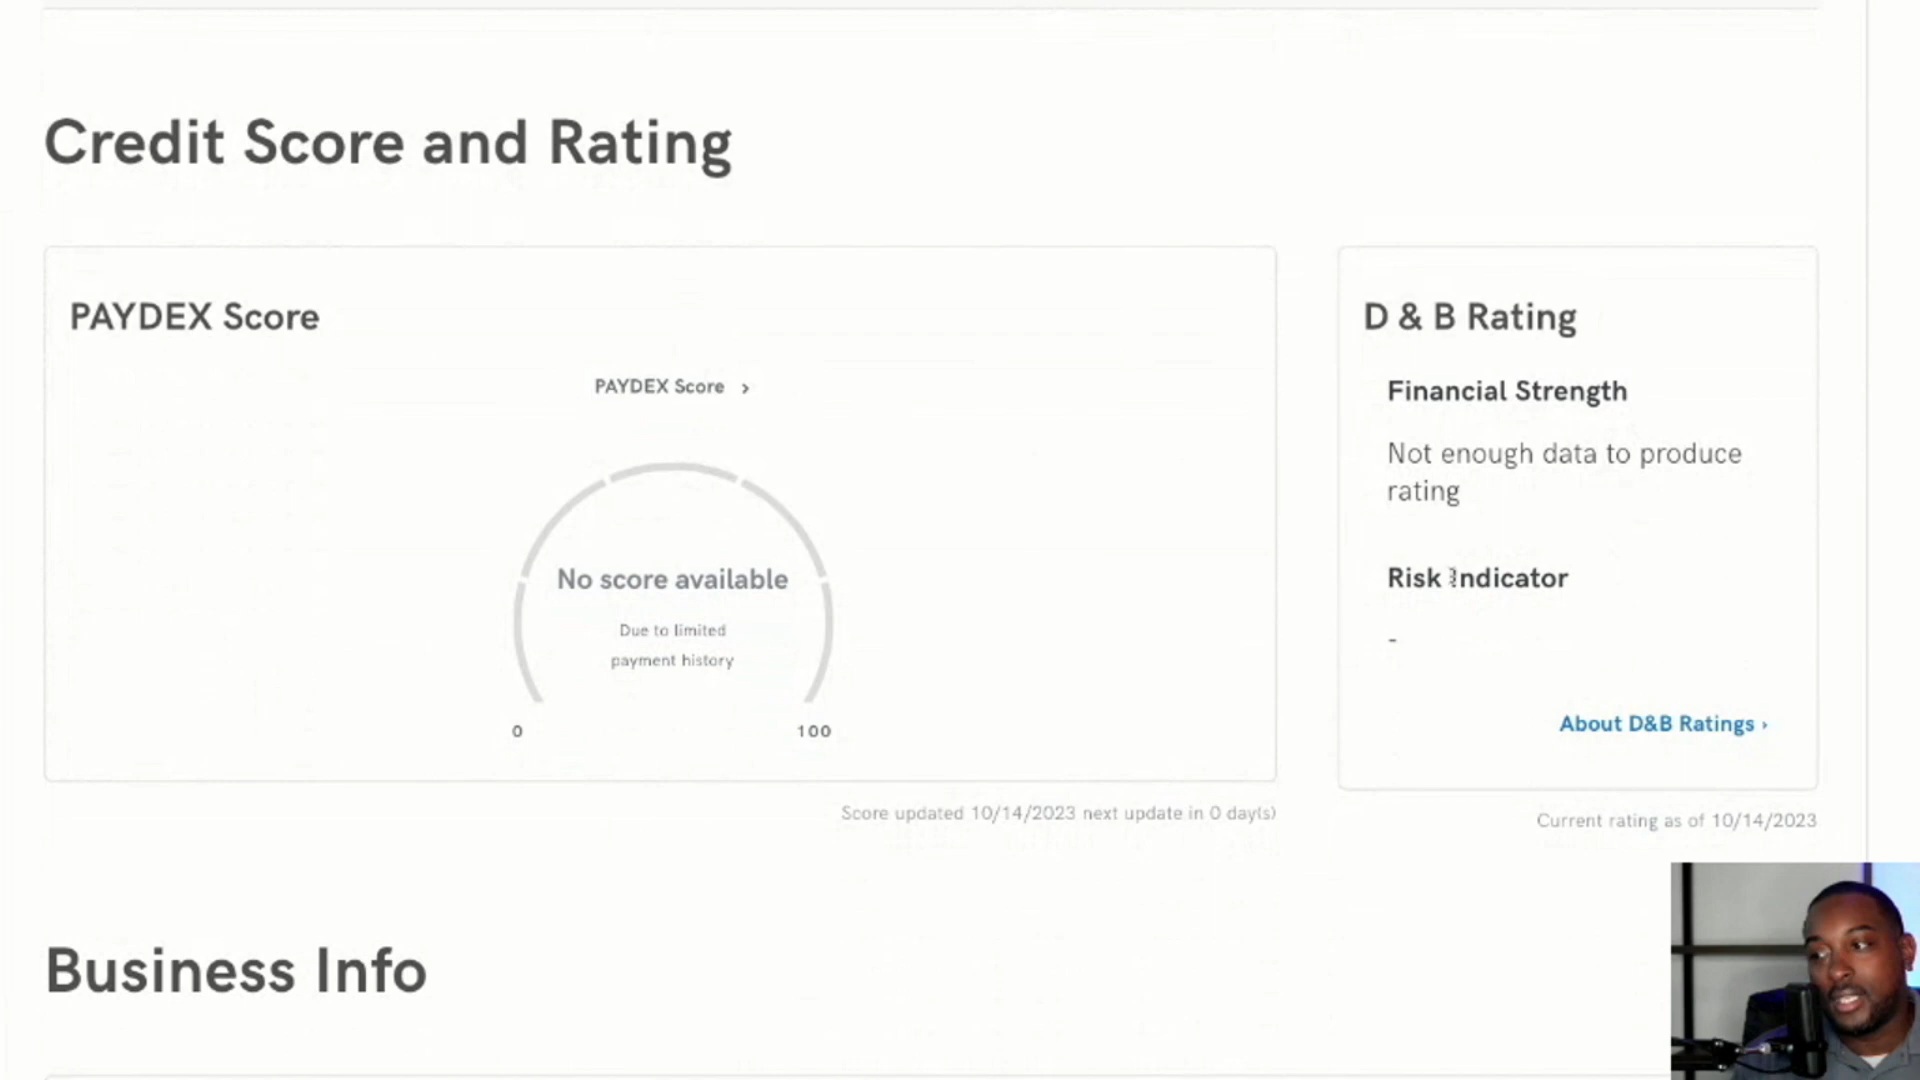 Credit Score and Rating
PAYDEX Score
PAYDEX Score >
No score available
Due to limited
payment history
0
100
Score updated 10/14/2023 next update in 0 day(s)
D & B Rating
Financial Strength
Not enough data to produce
rating
Risk Indicator
-
About D&B Ratings ›
Current rating as of 10/14/2023
Business Info